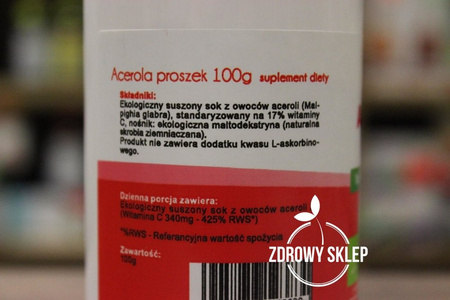 Acerola proszek 100g suplement diety
Składniki:
Ekologiczny suszony sok z owoców aceroli (Mal-
pighia glabra), standaryzowany na 17% witaminy
C, nośnik: ekologiczna maltodekstryna (naturalna
skrobia ziemniaczana).
Produkt nie zawiera dodatku kwasu L-askorbino-
wego.
Dzienna porcja zawiera:
Ekologiczny suszony sok z owoców aceroli
(Witamina C 340mg - 425% RWS*)
*%RWS - Referencyjna wartość spożycia
Zawartość:
100g
ZDROWY SKLEP